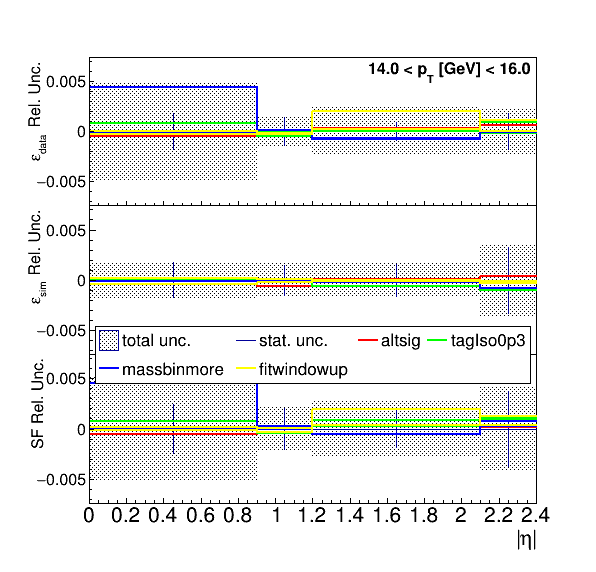 14.0 < p_T [GeV] < 16.0
ε_data Rel. Unc.
0.005
0
−0.005
ε_sim Rel. Unc.
0.005
0
−0.005
total unc. stat. unc. altsig tagIso0p3
massbinmore fitwindowup
SF Rel. Unc.
0.005
0
−0.005
0 0.2 0.4 0.6 0.8 1 1.2 1.4 1.6 1.8 2 2.2 2.4
|η|